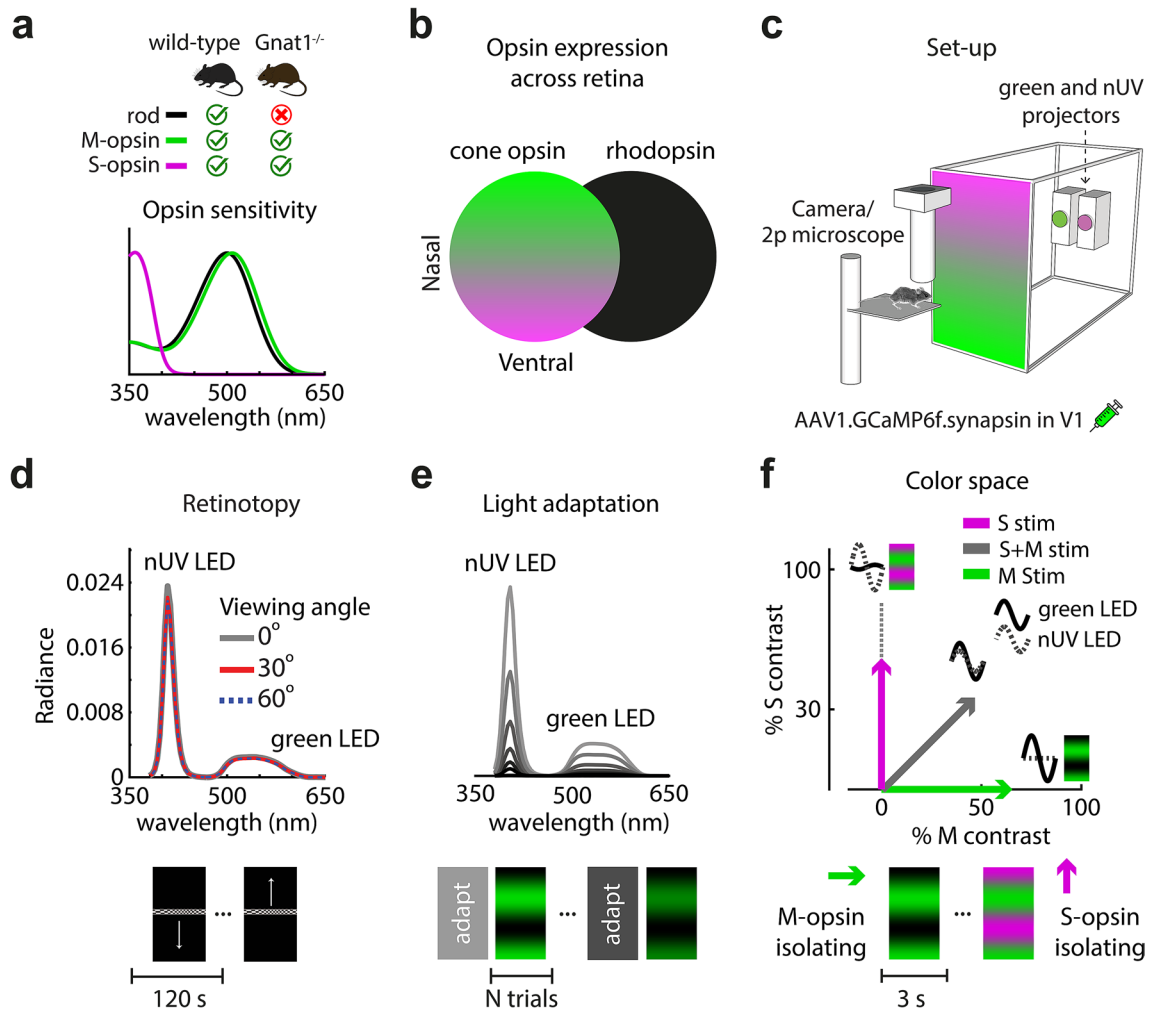 a
wild-type Gnat1-/-
rod
M-opsin
S-opsin
Opsin sensitivity
350 500 650
wavelength (nm)
b
Opsin expression
across retina
cone opsin rhodopsin
Nasal
Ventral
c
Set-up
green and nUV
projectors
Camera/
2p microscope
AAV1.GCaMP6f.synapsin in V1
d
Retinotopy
nUV LED
Viewing angle
0°
30°
60°
green LED
Radiance
0.024
0.016
0.008
0
350 500 650
wavelength (nm)
...
120 s
e
Light adaptation
nUV LED
green LED
350 500 650
wavelength (nm)
adapt ... adapt
N trials
f
Color space
S stim
S+M stim
M Stim
green LED
nUV LED
% S contrast
100
30
0 50 100
% M contrast
M-opsin
isolating
...
S-opsin
isolating
3 s